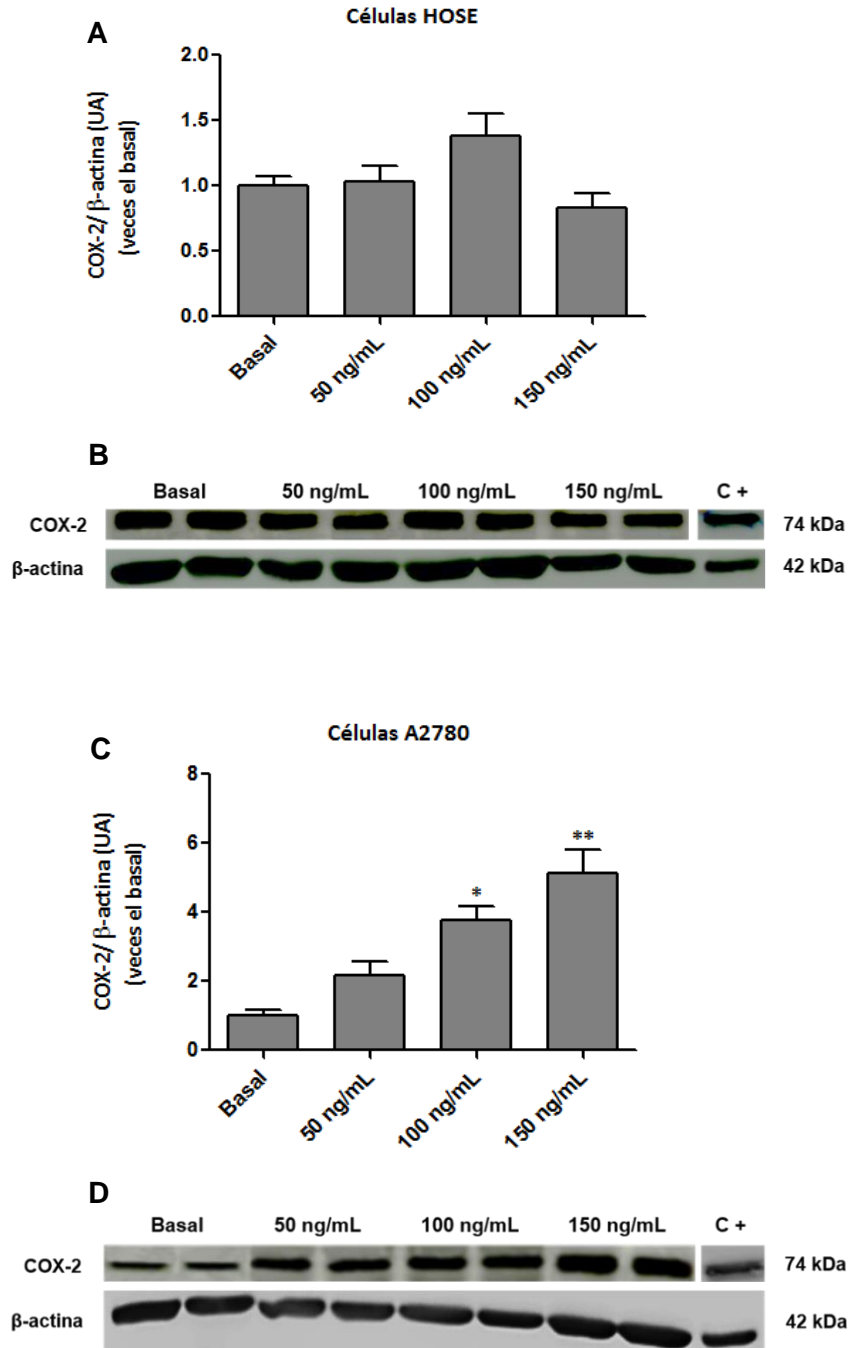 A
Células HOSE
COX-2/ β-actina (UA)
(veces el basal)
2.0
1.5
1.0
0.5
0.0
Basal
50 ng/mL
100 ng/mL
150 ng/mL
B
Basal 50 ng/mL 100 ng/mL 150 ng/mL C +
COX-2 74 kDa
β-actina 42 kDa
C
Células A2780
COX-2/ β-actina (UA)
(veces el basal)
8
6
4
2
0
*
**
Basal
50 ng/mL
100 ng/mL
150 ng/mL
D
Basal 50 ng/mL 100 ng/mL 150 ng/mL C +
COX-2 74 kDa
β-actina 42 kDa